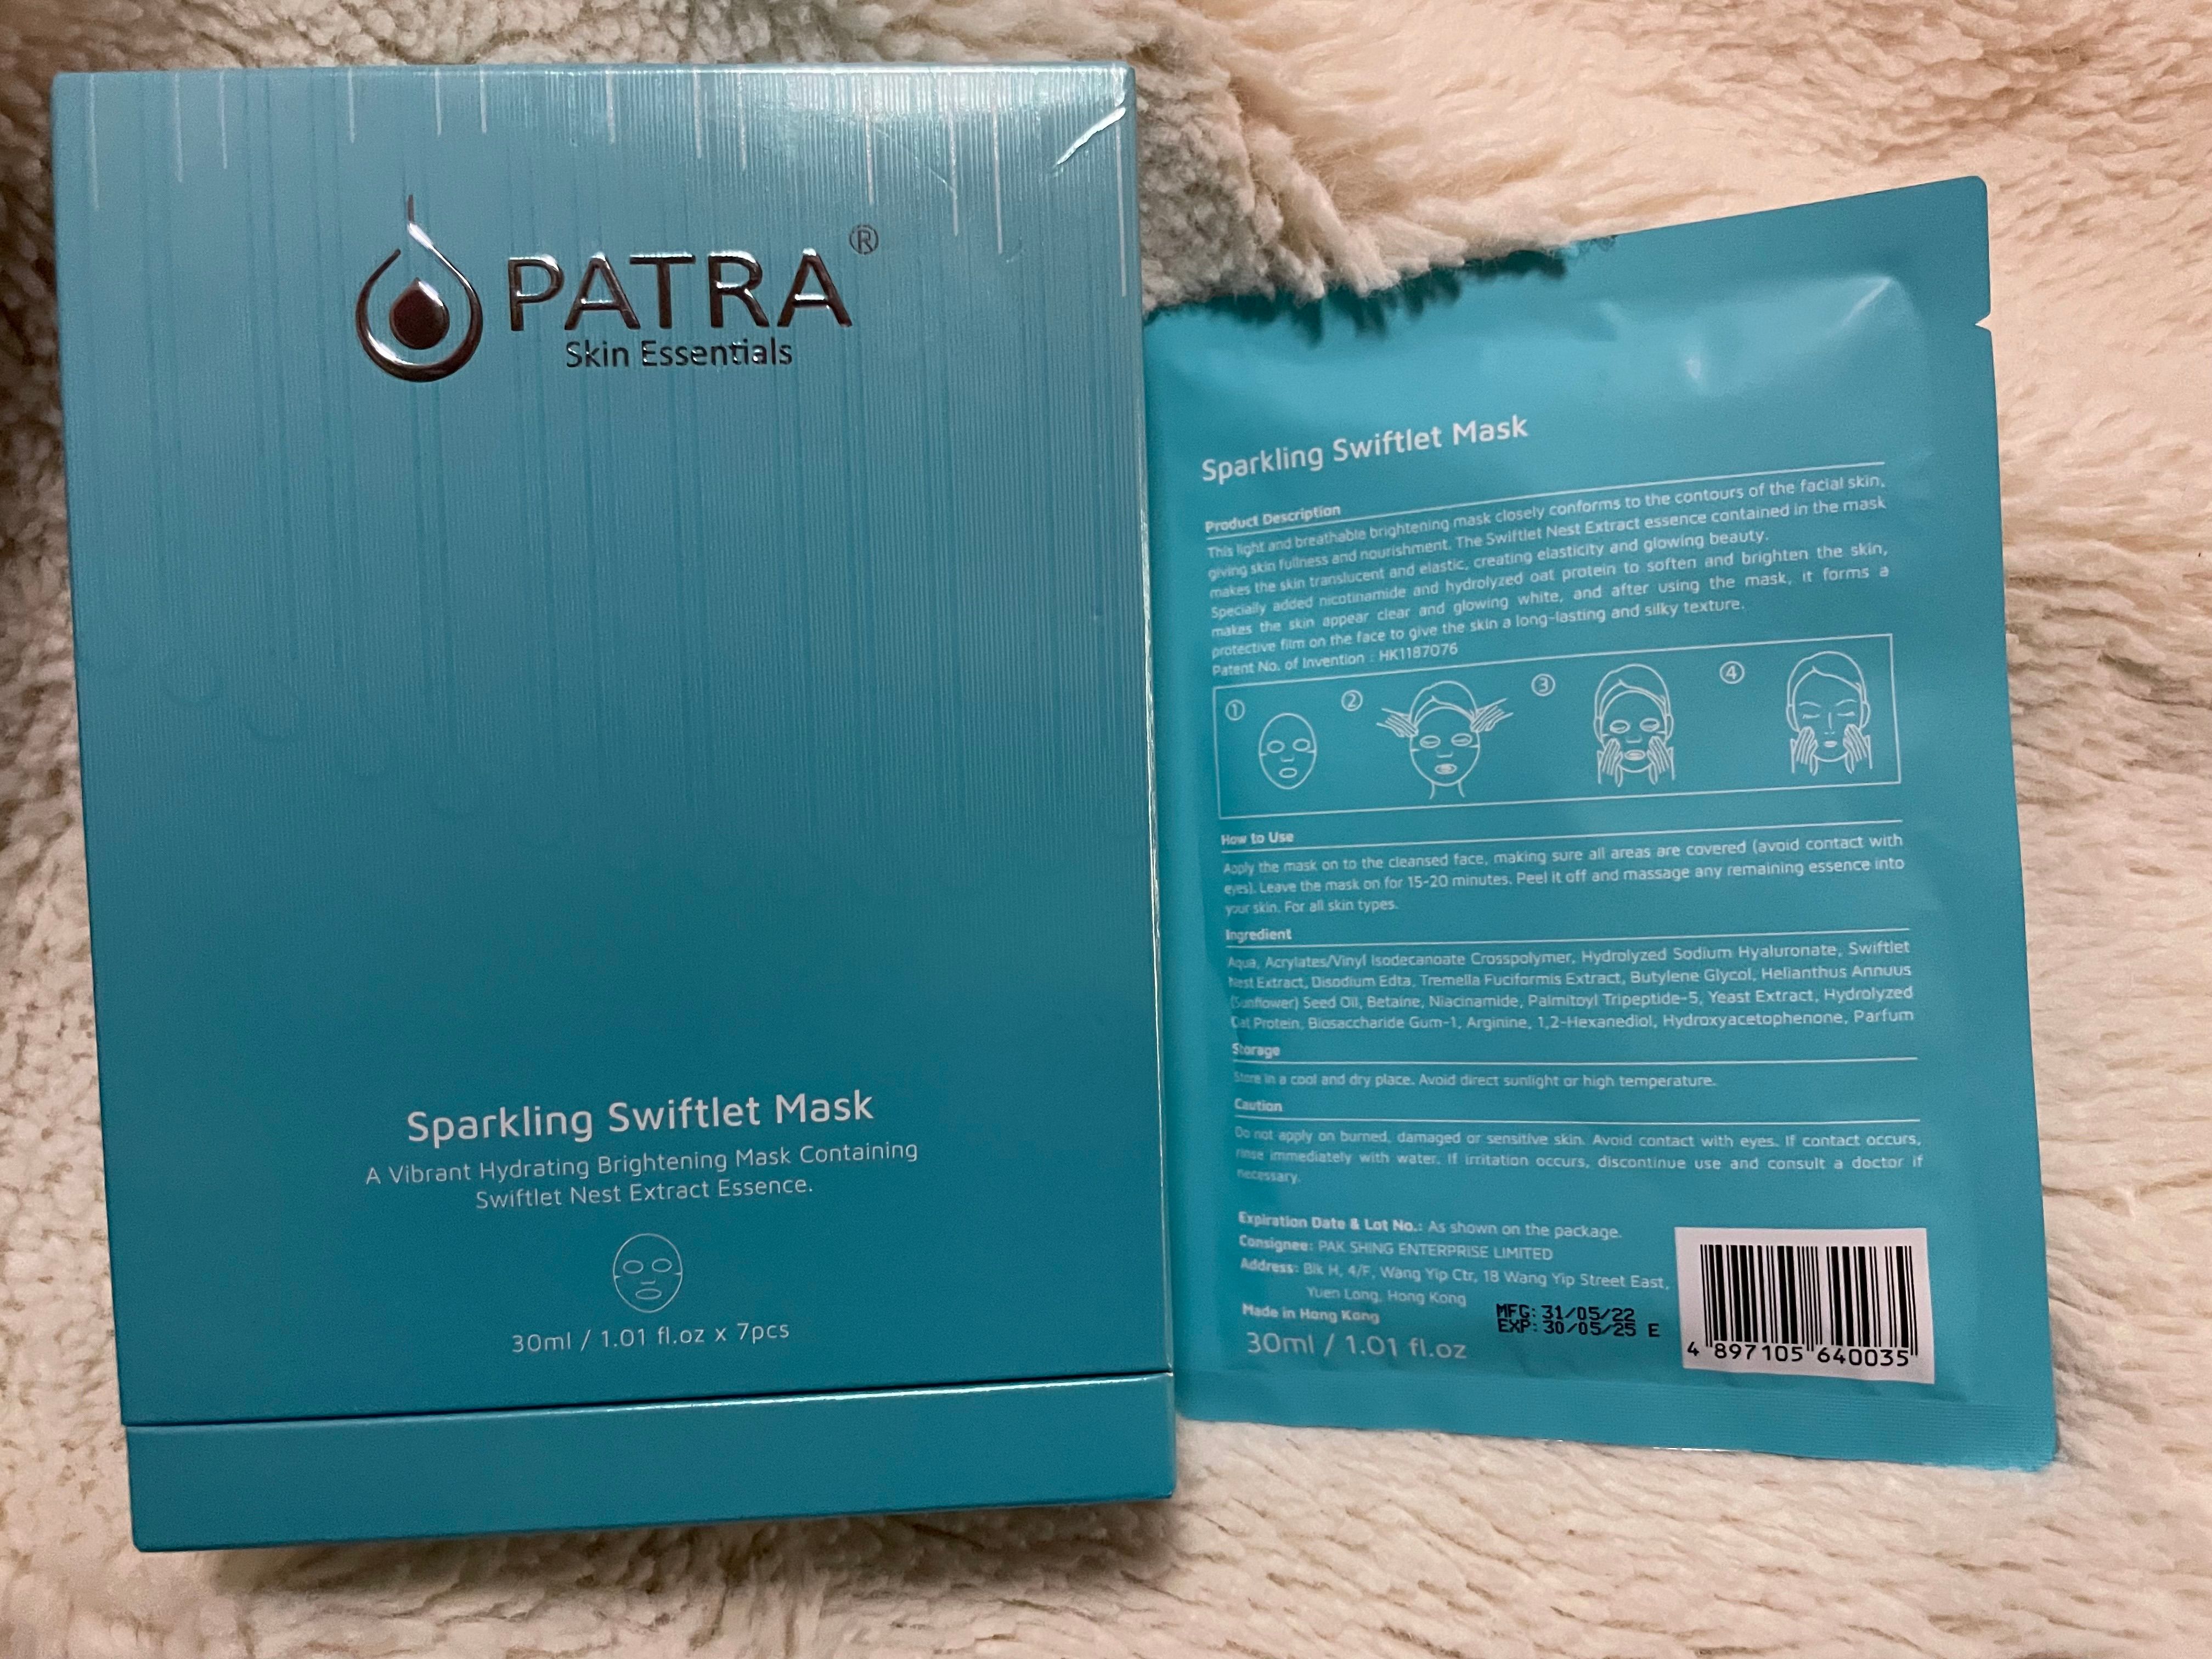 PATRA®
Skin Essentials
Sparkling Swiftlet Mask
A Vibrant Hydrating Brightening Mask Containing
Swiftlet Nest Extract Essence.
30ml / 1.01 fl.oz x 7pcs
Sparkling Swiftlet Mask
Product Description
This light and breathable brightening mask closely conforms to the contours of the facial skin,
giving skin fullness and nourishment. The Swiftlet Nest Extract essence contained in the mask
makes the skin translucent and elastic, creating elasticity and glowing beauty.
Specially added nicotinamide and hydrolyzed oat protein to soften and brighten the skin,
makes the skin appear clear and glowing white, and after using the mask, it forms a
protective film on the face to give the skin a long-lasting and silky texture.
Patent No. of Invention : HK1187076
① ② ③ ④
How to Use
Apply the mask on to the cleansed face, making sure all areas are covered (avoid contact with
eyes). Leave the mask on for 15-20 minutes. Peel it off and massage any remaining essence into
your skin. For all skin types.
Ingredient
Aqua, Acrylates/Vinyl Isodecanoate Crosspolymer, Hydrolyzed Sodium Hyaluronate, Swiftlet
Nest Extract, Disodium Edta, Tremella Fuciformis Extract, Butylene Glycol, Helianthus Annuus
(Sunflower) Seed Oil, Betaine, Niacinamide, Palmitoyl Tripeptide-5, Yeast Extract, Hydrolyzed
Oat Protein, Biosaccharide Gum-1, Arginine, 1,2-Hexanediol, Hydroxyacetophenone, Parfum
Storage
Store in a cool and dry place. Avoid direct sunlight or high temperature.
Caution
Do not apply on burned, damaged or sensitive skin. Avoid contact with eyes. If contact occurs,
rinse immediately with water. If irritation occurs, discontinue use and consult a doctor if
necessary.
Expiration Date & Lot No.: As shown on the package.
Consignee: PAK SHING ENTERPRISE LIMITED
Address: Blk H, 4/F, Wang Yip Ctr, 18 Wang Yip Street East,
Yuen Long, Hong Kong
Made in Hong Kong
30ml / 1.01 fl.oz
MFG: 31/05/22
EXP: 30/05/25 E
4 897105 640035